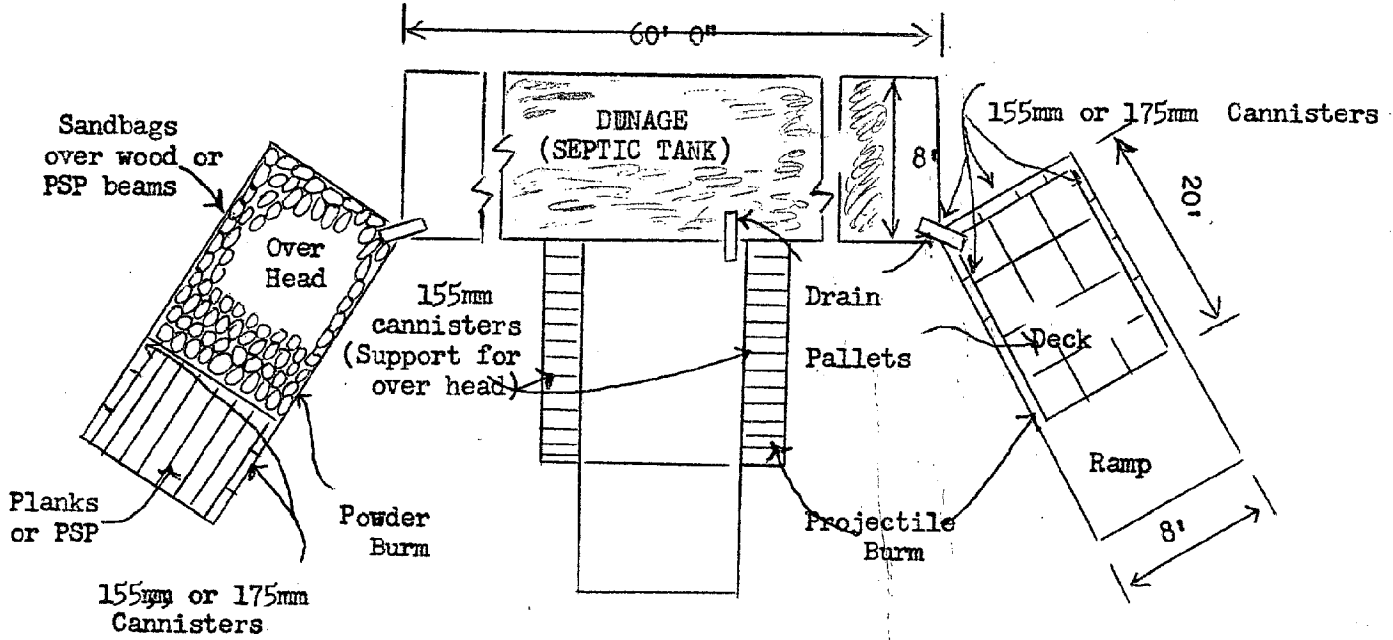 60' 0"
Sandbags
over wood or
PSP beams
DUNAGE
(SEPTIC TANK)
8'
155mm or 175mm Cannisters
20'
Over
Head
155mm
cannisters
(Support for
over head)
Drain
Pallets
Deck
Ramp
8'
Planks
or PSP
Powder
Burm
Projectile
Burm
155mm or 175mm
Cannisters